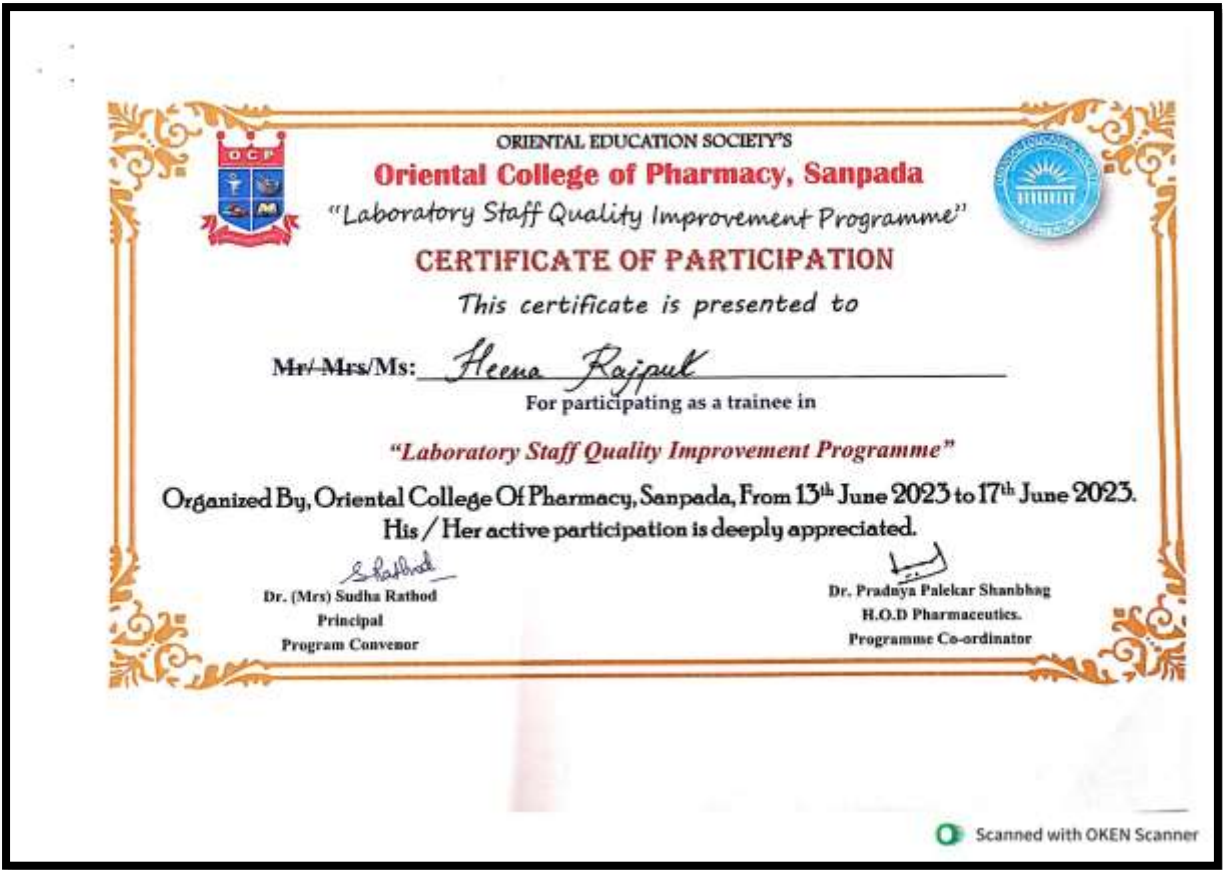 OCP
ORIENTAL EDUCATION SOCIETY'S
Oriental College of Pharmacy, Sanpada
"Laboratory Staff Quality Improvement Programme"
CERTIFICATE OF PARTICIPATION
This certificate is presented to
Mr/ Mrs/Ms: Heena Rajput
For participating as a trainee in
"Laboratory Staff Quality Improvement Programme"
Organized By, Oriental College Of Pharmacy, Sanpada, From 13th June 2023 to 17th June 2023.
His / Her active participation is deeply appreciated.
SRathod
Dr. (Mrs) Sudha Rathod
Principal
Program Convenor
Dr. Pradnya Palekar Shanbhag
H.O.D Pharmaceutics.
Programme Co-ordinator
Scanned with OKEN Scanner